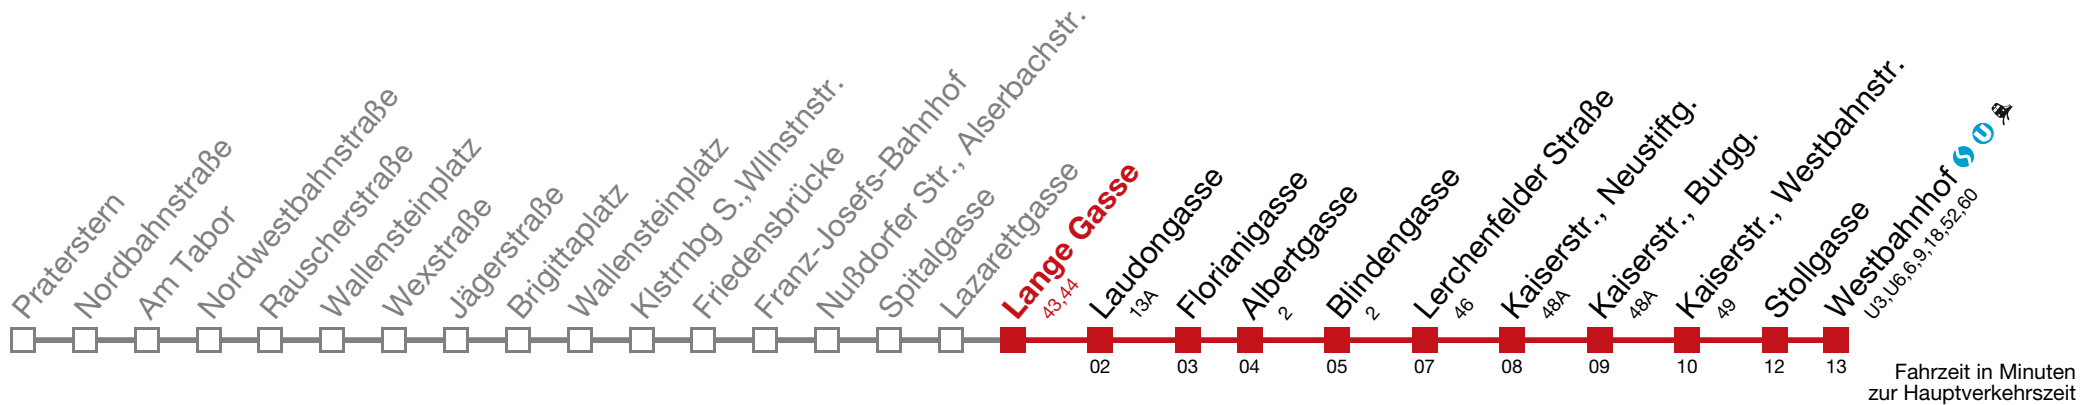 Praterstern
Nordbahnstraße
Am Tabor
Nordwestbahnstraße
Rauscherstraße
Wallensteinplatz
Wexstraße
Jägerstraße
Brigittaplatz
Wallensteinplatz
Klstrnbg S., Wllnstnstr.
Friedensbrücke
Franz-Josefs-Bahnhof
Nußdorfer Str., Alserbachstr.
Spitalgasse
Lazarettgasse
Lange Gasse
43,44
Laudongasse
13A
02
Florianigasse
03
Albertgasse
2
04
Blindengasse
2
05
Lerchenfelder Straße
46
07
Kaiserstr., Neustiftg.
48A
08
Kaiserstr., Burgg.
48A
09
Kaiserstr., Westbahnstr.
49
10
Stollgasse
12
Westbahnhof S U
U3,U6,6,9,18,52,60
13
Fahrzeit in Minuten
zur Hauptverkehrszeit